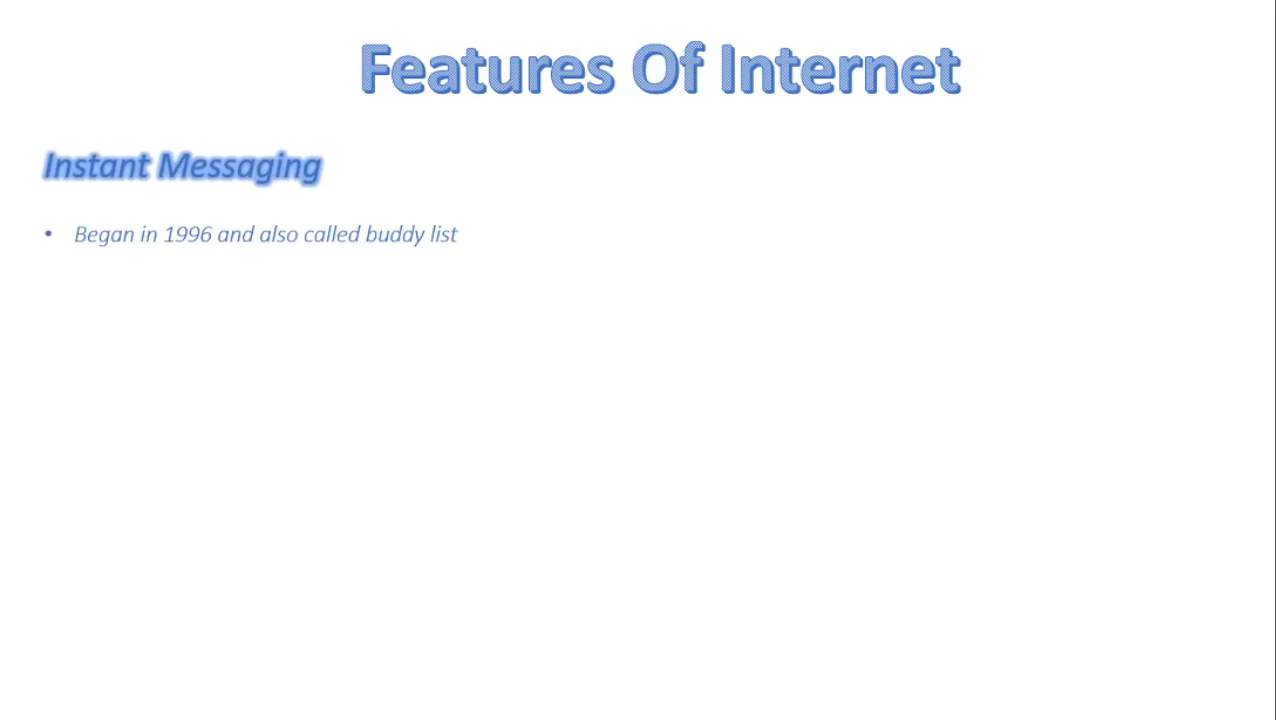 Features Of Internet
Instant Messaging
• Began in 1996 and also called buddy list